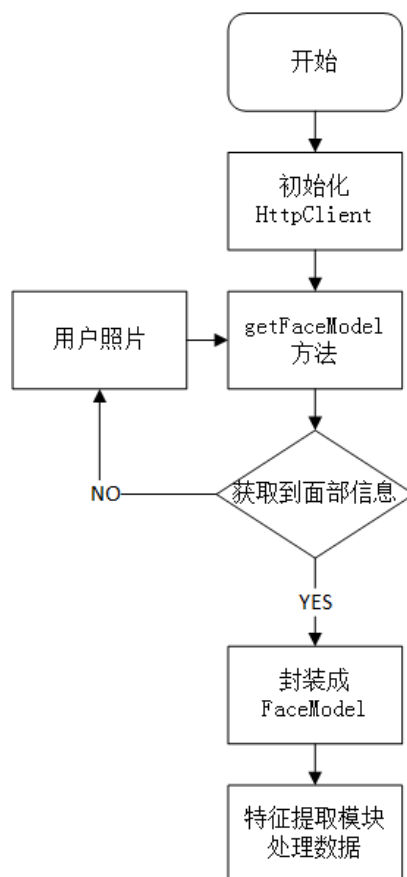 开始
初始化
HttpClient
用户照片
getFaceModel
方法
获取到面部信息
NO
YES
封装成
FaceModel
特征提取模块
处理数据